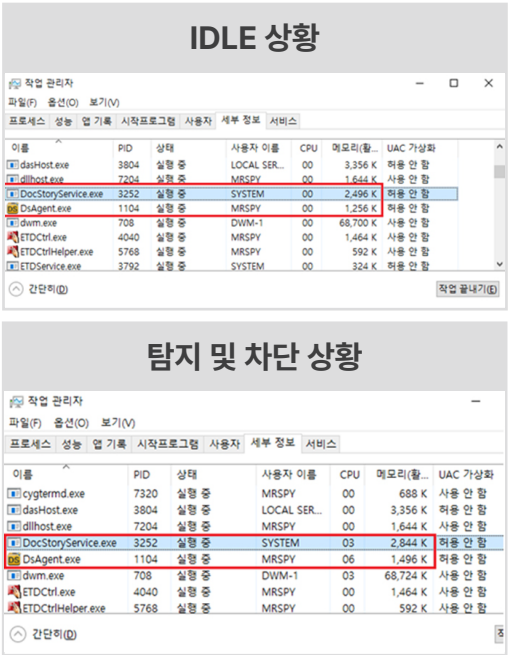 IDLE 상황
작업 관리자
파일(F) 옵션(O) 보기(V)
프로세스 성능 앱 기록 시작프로그램 사용자 세부 정보 서비스
이름 PID 상태 사용자 이름 CPU 메모리(활... UAC 가상화
dasHost.exe 3804 실행 중 LOCAL SER... 00 3,356 K 허용 안 함
dllhost.exe 7204 실행 중 MRSPY 00 1,644 K 사용 안 함
DocStoryService.exe 3252 실행 중 SYSTEM 00 2,496 K 허용 안 함
DsAgent.exe 1104 실행 중 MRSPY 00 1,256 K 허용 안 함
dwm.exe 708 실행 중 DWM-1 00 68,700 K 사용 안 함
ETDCtrl.exe 4040 실행 중 MRSPY 00 1,464 K 사용 안 함
ETDCtrlHelper.exe 5768 실행 중 MRSPY 00 592 K 사용 안 함
ETDService.exe 3792 실행 중 SYSTEM 00 324 K 허용 안 함
간단히(D) 작업 끝내기(E)
탐지 및 차단 상황
작업 관리자
파일(F) 옵션(O) 보기(V)
프로세스 성능 앱 기록 시작프로그램 사용자 세부 정보 서비스
이름 PID 상태 사용자 이름 CPU 메모리(활... UAC 가상화
cygtermd.exe 7320 실행 중 MRSPY 00 688 K 사용 안 함
dasHost.exe 3804 실행 중 LOCAL SER... 00 3,356 K 허용 안 함
dllhost.exe 7204 실행 중 MRSPY 00 1,644 K 사용 안 함
DocStoryService.exe 3252 실행 중 SYSTEM 03 2,844 K 허용 안 함
DsAgent.exe 1104 실행 중 MRSPY 06 1,496 K 허용 안 함
dwm.exe 708 실행 중 DWM-1 03 68,724 K 사용 안 함
ETDCtrl.exe 4040 실행 중 MRSPY 00 1,464 K 사용 안 함
ETDCtrlHelper.exe 5768 실행 중 MRSPY 00 592 K 사용 안 함
간단히(D)